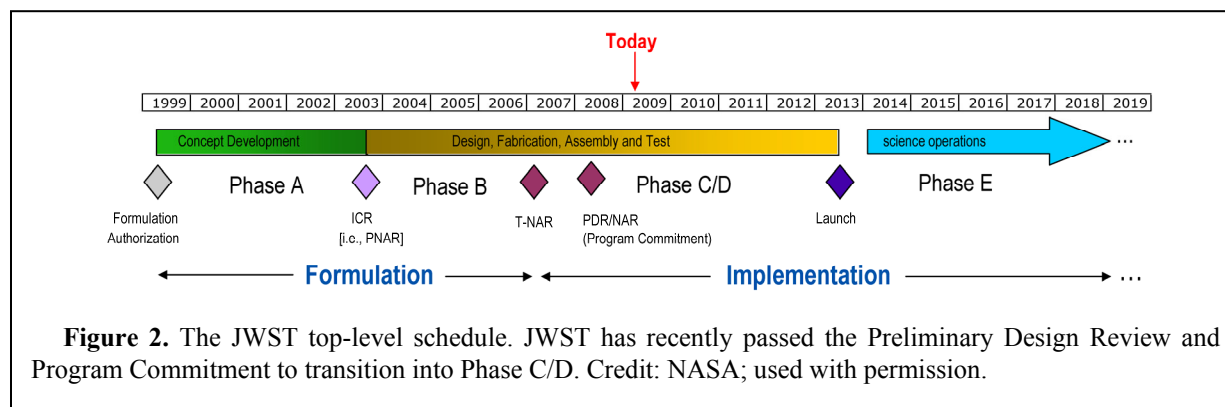 Today
1999 2000 2001 2002 2003 2004 2005 2006 2007 2008 2009 2010 2011 2012 2013 2014 2015 2016 2017 2018 2019
Concept Development
Design, Fabrication, Assembly and Test
science operations
...
Phase A
Phase B
Phase C/D
Phase E
Formulation
Authorization
ICR
[i.e., PNAR]
T-NAR
PDR/NAR
(Program Commitment)
Launch
Formulation
Implementation
...
Figure 2. The JWST top-level schedule. JWST has recently passed the Preliminary Design Review and
Program Commitment to transition into Phase C/D. Credit: NASA; used with permission.